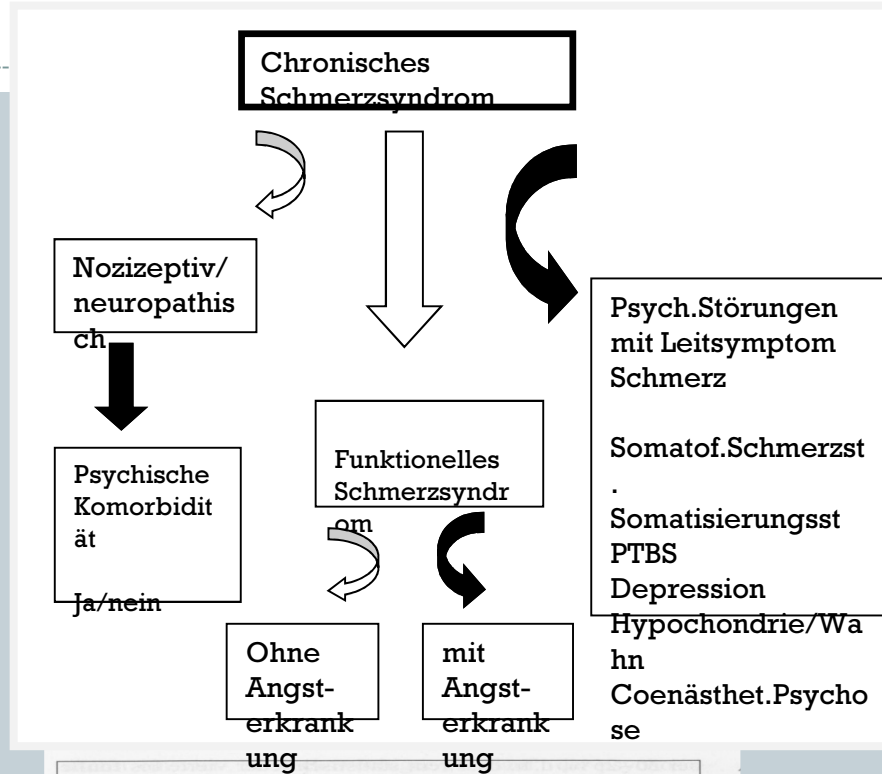 Chronisches
Schmerzsyndrom
Nozizeptiv/
neuropathis
ch
Psychische
Komorbidit
ät
Ja/nein
Funktionelles
Schmerzsyndr
om
Ohne
Angst-
erkrank
ung
mit
Angst-
erkrank
ung
Psych.Störungen
mit Leitsymptom
Schmerz
Somatof.Schmerzst
.
Somatisierungsst
PTBS
Depression
Hypochondrie/Wa
hn
Coenästhet.Psycho
se